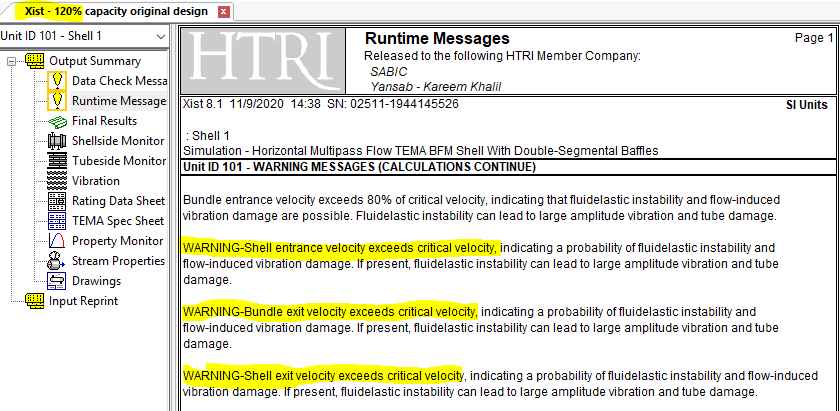 Xist - 120% capacity original design
Unit ID 101 - Shell 1
Output Summary
Data Check Messa
Runtime Messages
Final Results
Shellside Monitor
Tubeside Monitor
Vibration
Rating Data Sheet
TEMA Spec Sheet
Property Monitor
Stream Properties
Drawings
Input Reprint
HTRI
Runtime Messages
Page 1
Released to the following HTRI Member Company:
SABIC
Yansab - Kareem Khalil
Xist 8.1 11/9/2020 14:38 SN: 02511-1944145526
SI Units
: Shell 1
Simulation - Horizontal Multipass Flow TEMA BFM Shell With Double-Segmental Baffles
Unit ID 101 - WARNING MESSAGES (CALCULATIONS CONTINUE)
Bundle entrance velocity exceeds 80% of critical velocity, indicating that fluidelastic instability and flow-induced
vibration damage are possible. Fluidelastic instability can lead to large amplitude vibration and tube damage.
WARNING-Shell entrance velocity exceeds critical velocity, indicating a probability of fluidelastic instability and
flow-induced vibration damage. If present, fluidelastic instability can lead to large amplitude vibration and tube
damage.
WARNING-Bundle exit velocity exceeds critical velocity, indicating a probability of fluidelastic instability and
flow-induced vibration damage. If present, fluidelastic instability can lead to large amplitude vibration and tube
damage.
WARNING-Shell exit velocity exceeds critical velocity, indicating a probability of fluidelastic instability and flow-induced
vibration damage. If present, fluidelastic instability can lead to large amplitude vibration and tube damage.